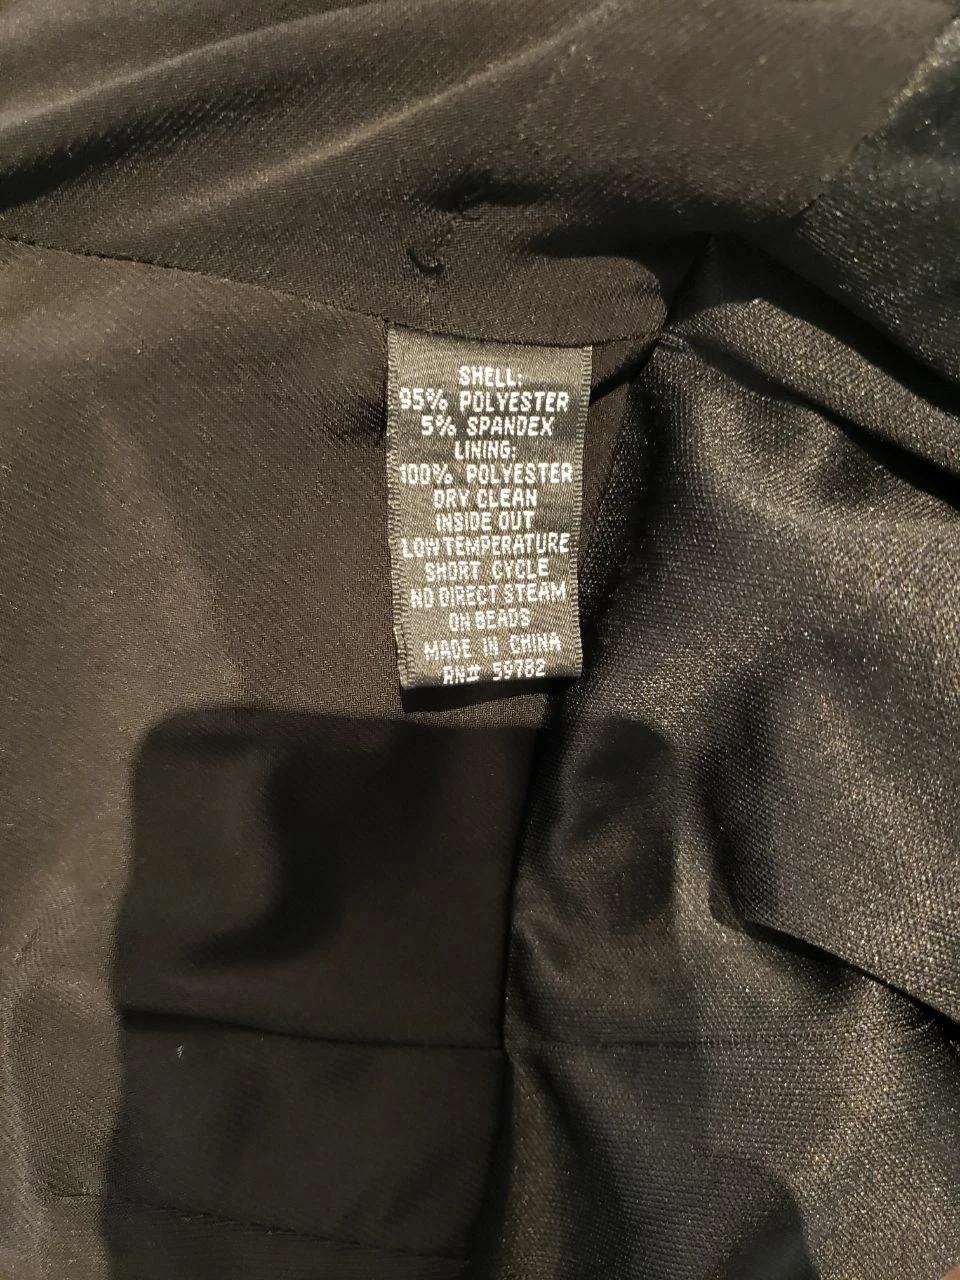 SHELL:
95% POLYESTER
5% SPANDEX
LINING:
100% POLYESTER
DRY CLEAN
INSIDE OUT
LOW TEMPERATURE
SHORT CYCLE
NO DIRECT STEAM
ON BEADS
MADE IN CHINA
RN# 59782